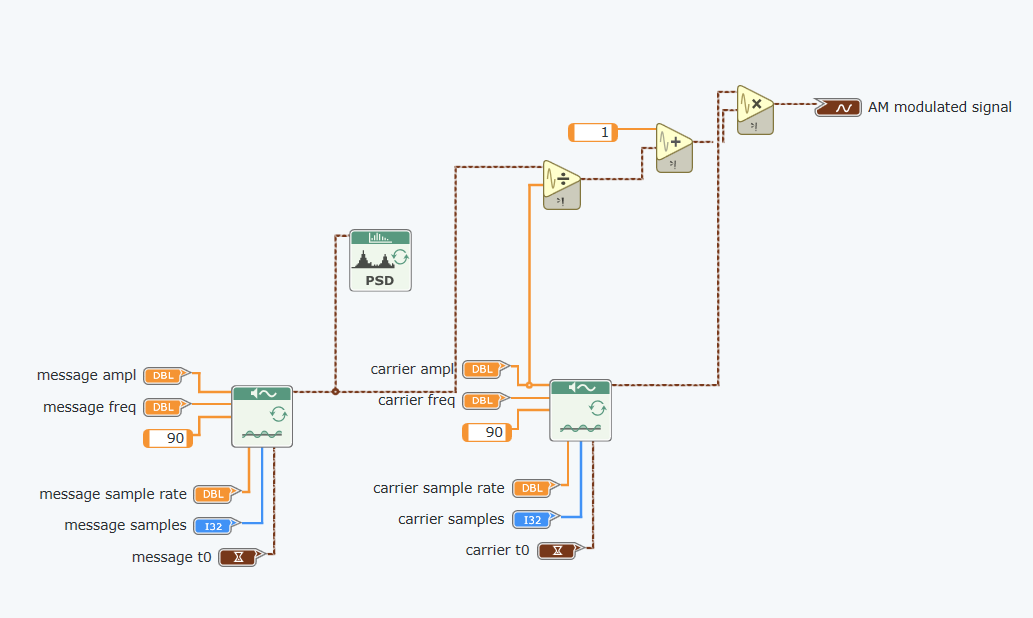 AM modulated signal
1
PSD
message ampl DBL
carrier ampl DBL
message freq DBL
carrier freq DBL
90
90
message sample rate DBL
carrier sample rate DBL
message samples I32
carrier samples I32
message t0
carrier t0